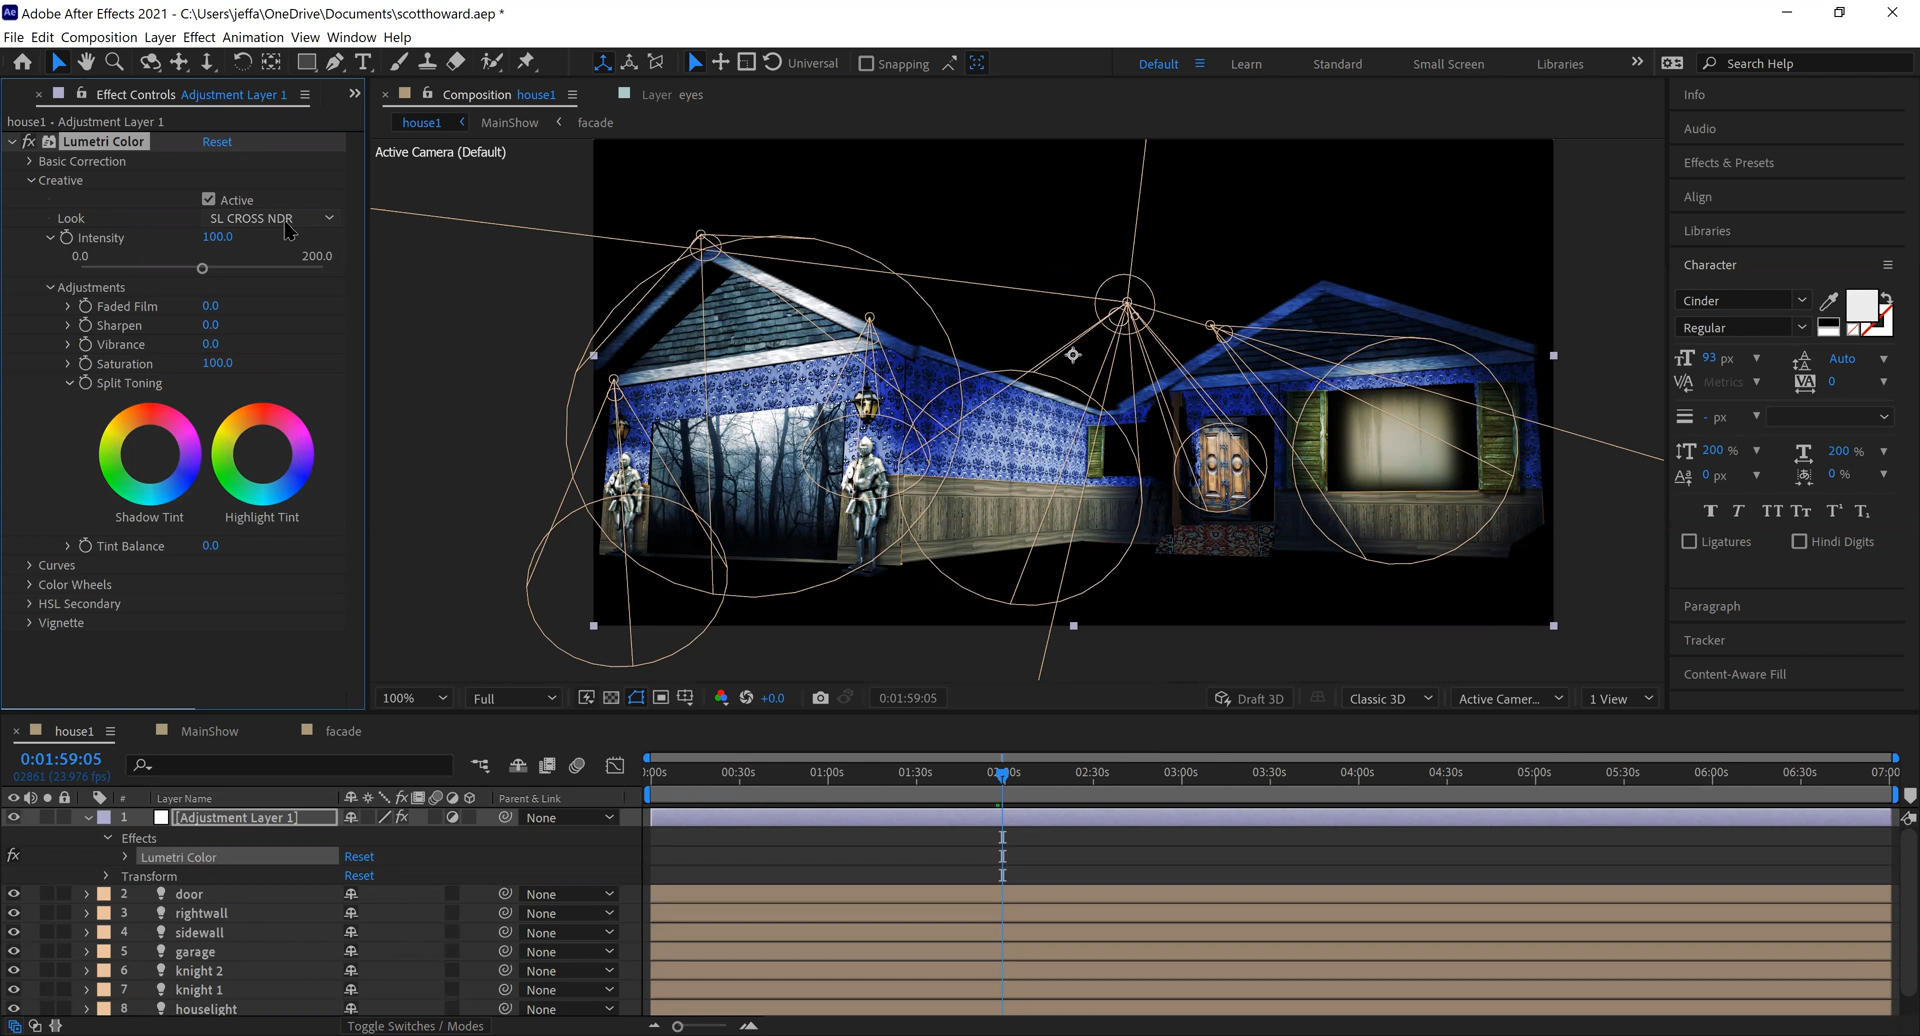 Ae Adobe After Effects 2021 - C:\Users\jeffa\OneDrive\Documents\scotthoward.aep *
File Edit Composition Layer Effect Animation View Window Help
Universal Snapping Default Learn Standard Small Screen Libraries Search Help
Effect Controls Adjustment Layer 1
house1 • Adjustment Layer 1
fx Lumetri Color Reset
Basic Correction
Creative
Active
Look SL CROSS NDR
Intensity 100.0
0.0 200.0
Adjustments
Faded Film 0.0
Sharpen 0.0
Vibrance 0.0
Saturation 100.0
Split Toning
Shadow Tint Highlight Tint
Tint Balance 0.0
Curves
Color Wheels
HSL Secondary
Vignette
Composition house1 Layer eyes
house1 MainShow facade
Active Camera (Default)
100% Full +0.0 0:01:59:05 Draft 3D Classic 3D Active Camer... 1 View
Info
Audio
Effects & Presets
Align
Libraries
Character
Cinder
Regular
93 px Auto
Metrics 0
- px
200 % 200 %
0 px 0 %
T T TT Tт T¹ T₁
Ligatures Hindi Digits
Paragraph
Tracker
Content-Aware Fill
house1 MainShow facade
0:01:59:05
02861 (23.976 fps)
# Layer Name fx Parent & Link
1 [Adjustment Layer 1] fx None
Effects
fx Lumetri Color Reset
Transform Reset
2 door None
3 rightwall None
4 sidewall None
5 garage None
6 knight 2 None
7 knight 1 None
8 houselight None
Toggle Switches / Modes
):00s 00:30s 01:00s 01:30s 02:00s 02:30s 03:00s 03:30s 04:00s 04:30s 05:00s 05:30s 06:00s 06:30s 07:00